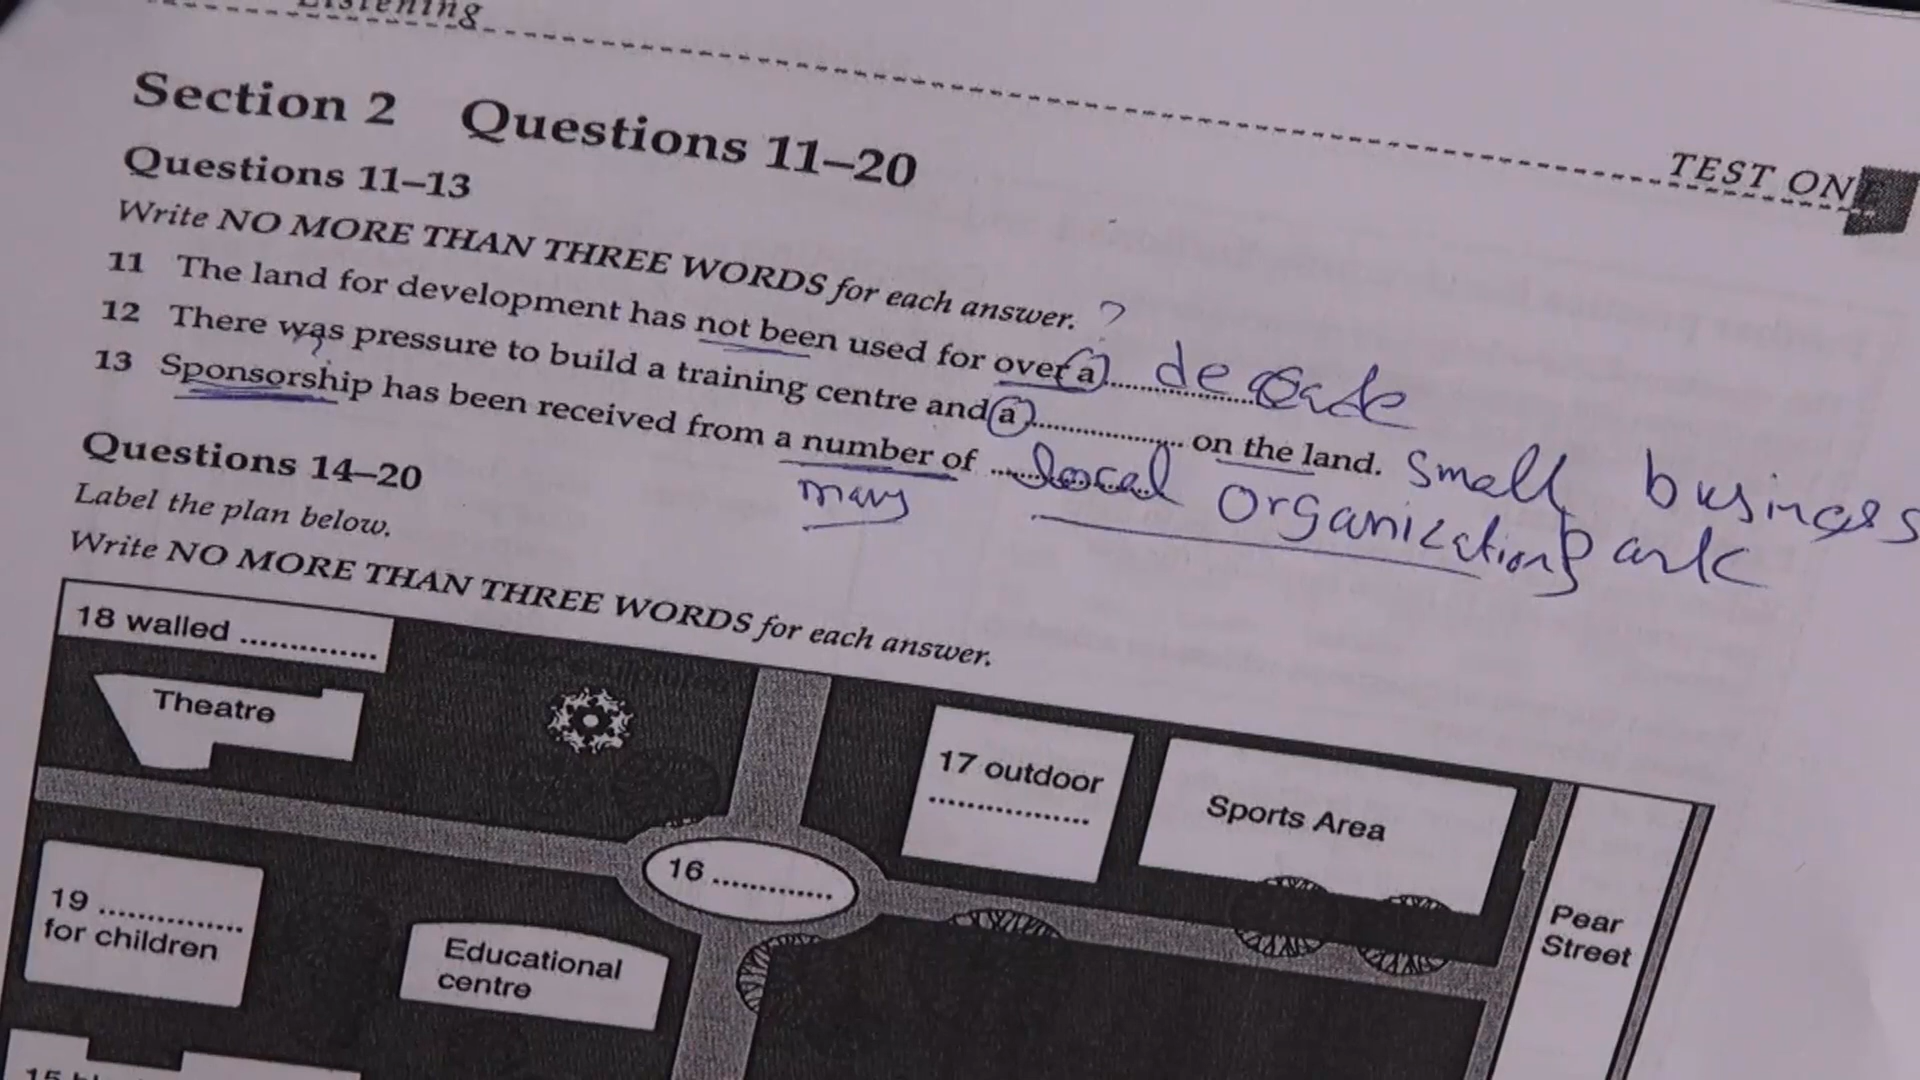 Listening
TEST ONE
Section 2 Questions 11–20
Questions 11–13
Write NO MORE THAN THREE WORDS for each answer. ?
11 The land for development has not been used for over a ............ decade
12 There was pressure to build a training centre and a ............ on the land. Small business Park
13 Sponsorship has been received from a number of ............ local organizations
many
Questions 14–20
Label the plan below.
Write NO MORE THAN THREE WORDS for each answer.
18 walled ............
Theatre
17 outdoor
............
Sports Area
16 ............
19 ............
for children
Educational
centre
Pear
Street